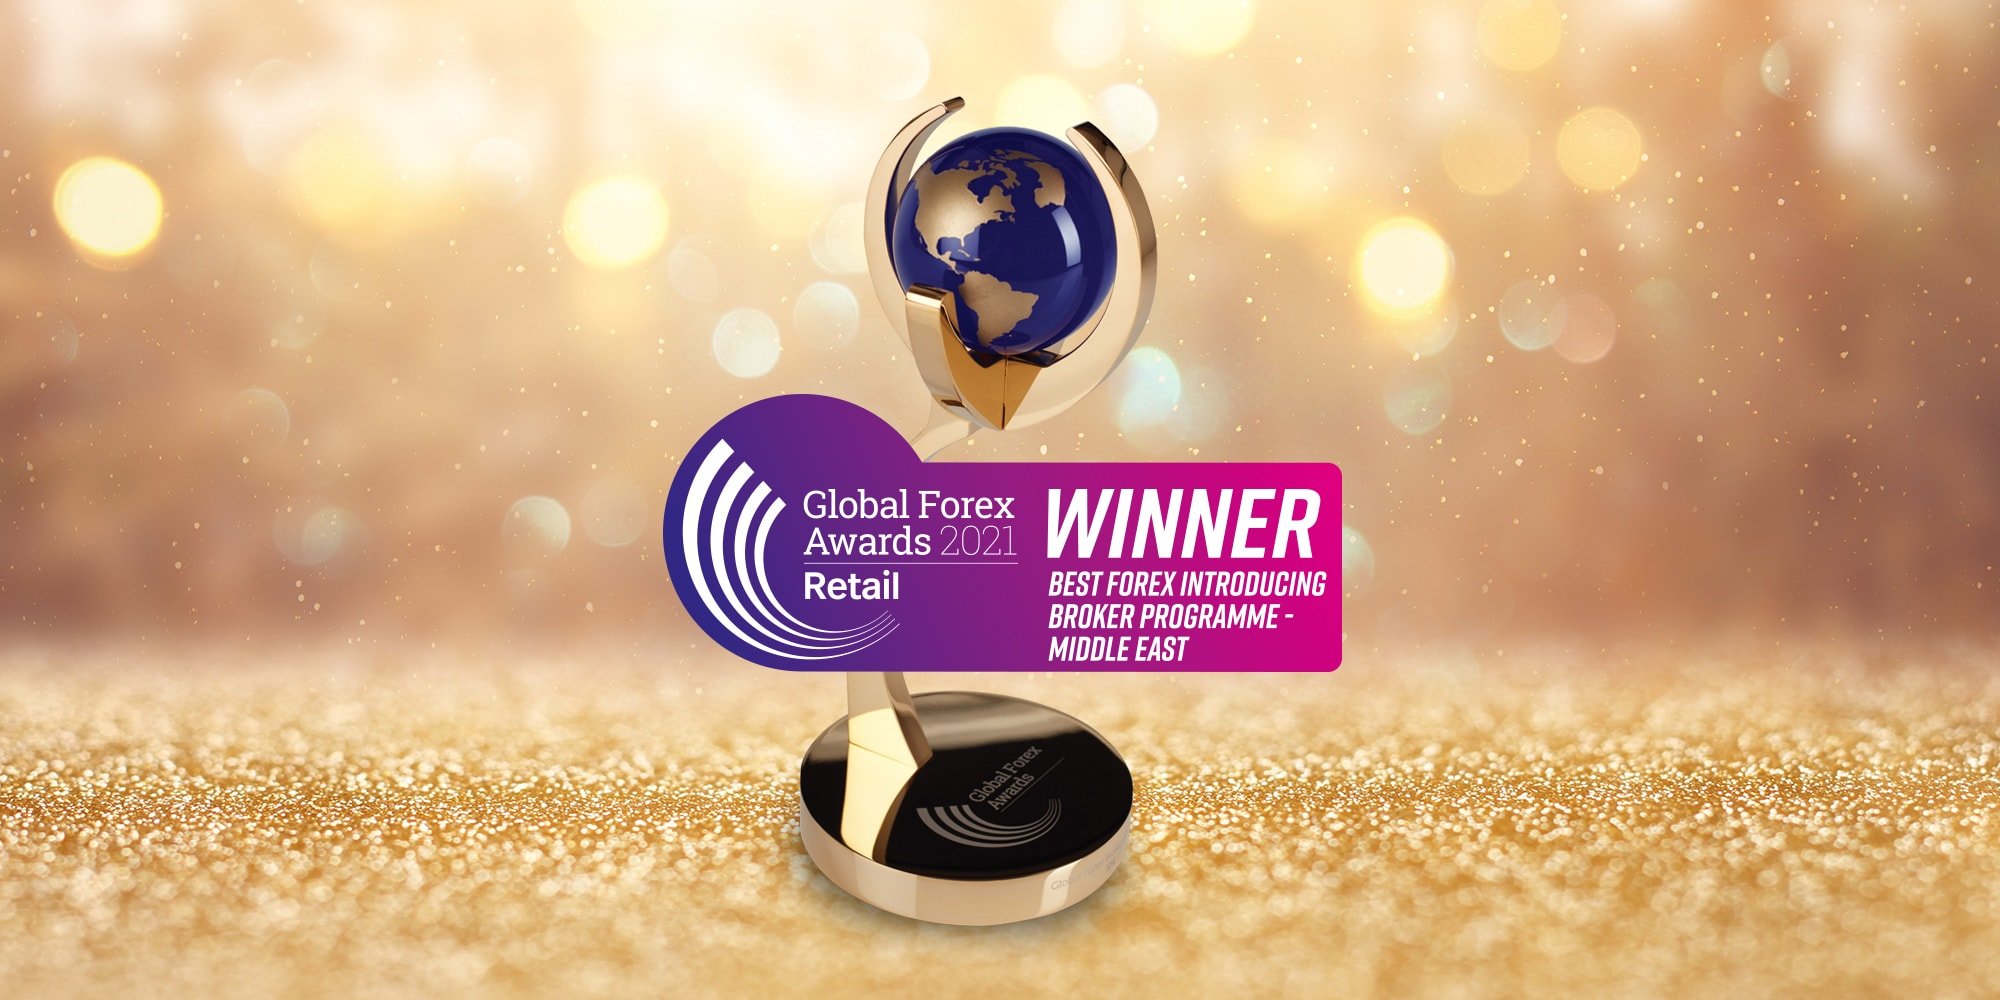 Global Forex
Awards 2021
Retail
WINNER
BEST FOREX INTRODUCING
BROKER PROGRAMME -
MIDDLE EAST
Global Forex
Awards